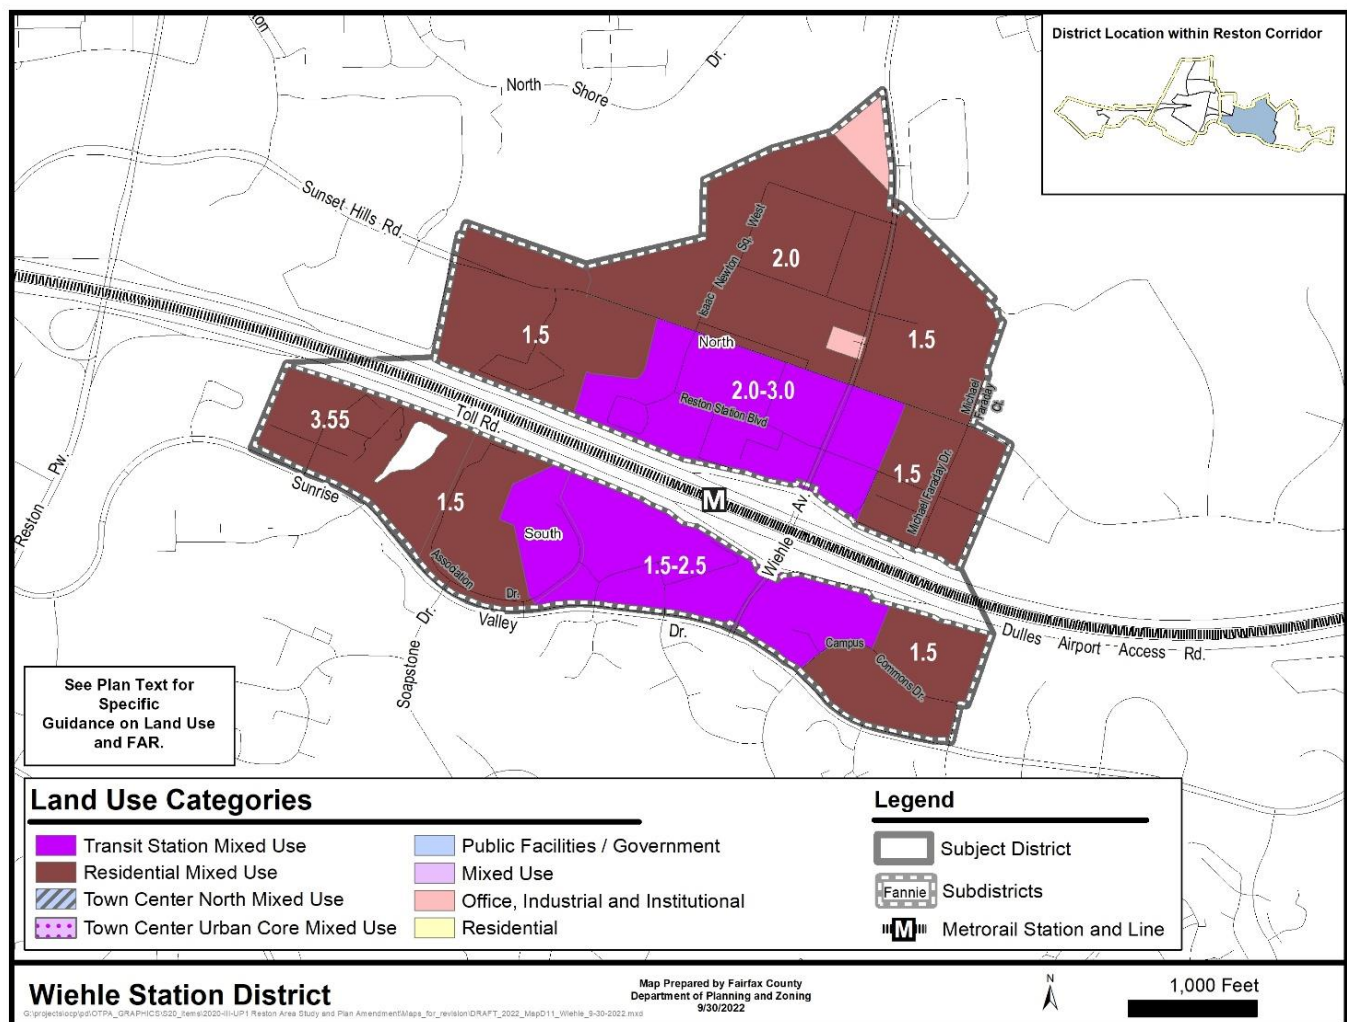 District Location within Reston Corridor
North Shore Dr.
Sunset Hills Rd.
Isaac Newton Sq. West
2.0
1.5
1.5
North
2.0-3.0
Reston Station Blvd
Michael Faraday Ct.
3.55
Toll Rd.
1.5
Michael Faraday Dr.
Reston Pw.
Sunrise
1.5
M
Wiehle Av.
South
1.5-2.5
Association Dr.
Valley
Dr.
Soapstone Dr.
Campus Commons Dr.
1.5
Dulles Airport Access Rd.
See Plan Text for
Specific
Guidance on Land Use
and FAR.
Land Use Categories
Transit Station Mixed Use
Residential Mixed Use
Town Center North Mixed Use
Town Center Urban Core Mixed Use
Public Facilities / Government
Mixed Use
Office, Industrial and Institutional
Residential
Legend
Subject District
Fannie
Subdistricts
M
Metrorail Station and Line
Wiehle Station District
Map Prepared by Fairfax County
Department of Planning and Zoning
9/30/2022
N
1,000 Feet